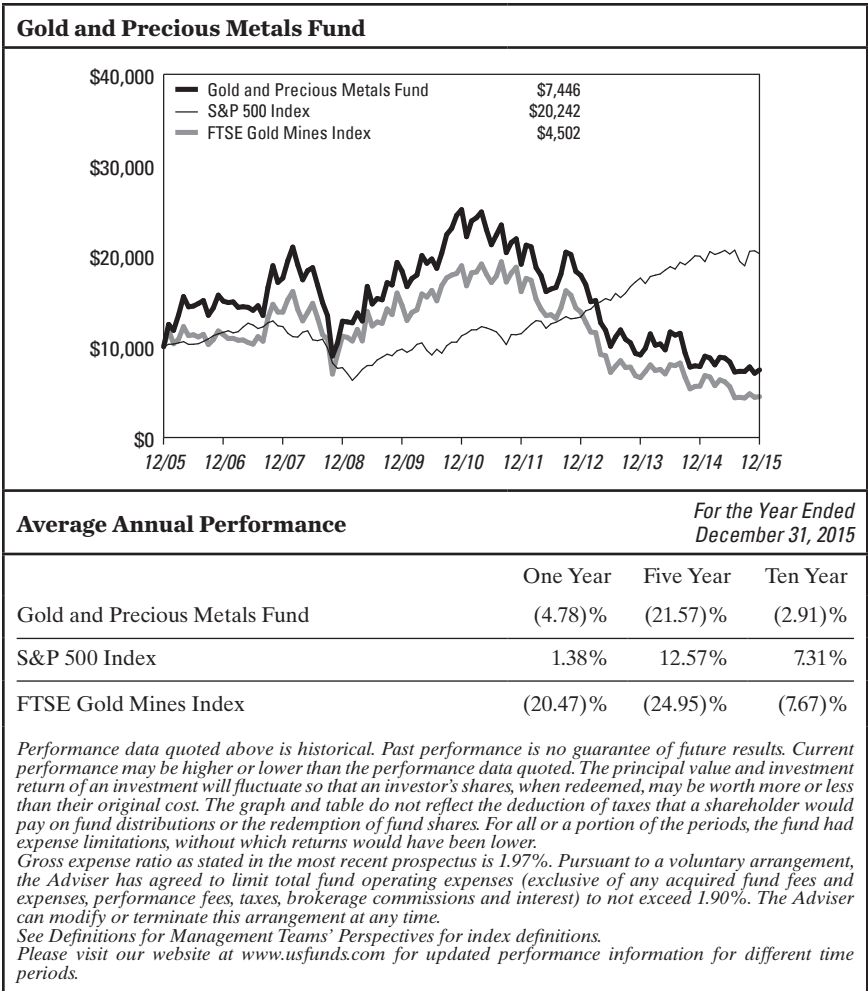 Gold and Precious Metals Fund
$40,000
$30,000
$20,000
$10,000
$0
Gold and Precious Metals Fund $7,446
S&P 500 Index $20,242
FTSE Gold Mines Index $4,502
12/05 12/06 12/07 12/08 12/09 12/10 12/11 12/12 12/13 12/14 12/15
Average Annual Performance
For the Year Ended
December 31, 2015
One Year Five Year Ten Year
Gold and Precious Metals Fund (4.78)% (21.57)% (2.91)%
S&P 500 Index 1.38% 12.57% 7.31%
FTSE Gold Mines Index (20.47)% (24.95)% (7.67)%
Performance data quoted above is historical. Past performance is no guarantee of future results. Current
performance may be higher or lower than the performance data quoted. The principal value and investment
return of an investment will fluctuate so that an investor's shares, when redeemed, may be worth more or less
than their original cost. The graph and table do not reflect the deduction of taxes that a shareholder would
pay on fund distributions or the redemption of fund shares. For all or a portion of the periods, the fund had
expense limitations, without which returns would have been lower.
Gross expense ratio as stated in the most recent prospectus is 1.97%. Pursuant to a voluntary arrangement,
the Adviser has agreed to limit total fund operating expenses (exclusive of any acquired fund fees and
expenses, performance fees, taxes, brokerage commissions and interest) to not exceed 1.90%. The Adviser
can modify or terminate this arrangement at any time.
See Definitions for Management Teams' Perspectives for index definitions.
Please visit our website at www.usfunds.com for updated performance information for different time
periods.